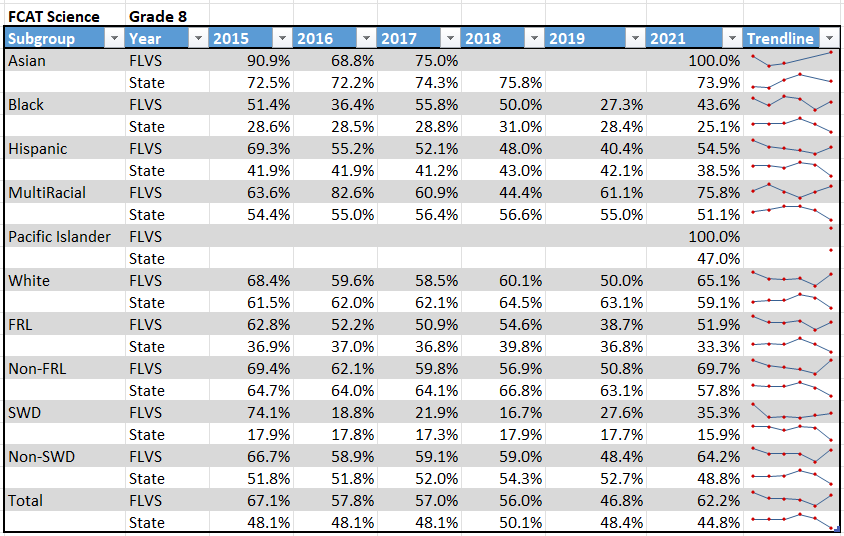 FCAT Science Grade 8
Subgroup Year 2015 2016 2017 2018 2019 2021 Trendline
Asian FLVS 90.9% 68.8% 75.0% 100.0%
State 72.5% 72.2% 74.3% 75.8% 73.9%
Black FLVS 51.4% 36.4% 55.8% 50.0% 27.3% 43.6%
State 28.6% 28.5% 28.8% 31.0% 28.4% 25.1%
Hispanic FLVS 69.3% 55.2% 52.1% 48.0% 40.4% 54.5%
State 41.9% 41.9% 41.2% 43.0% 42.1% 38.5%
MultiRacial FLVS 63.6% 82.6% 60.9% 44.4% 61.1% 75.8%
State 54.4% 55.0% 56.4% 56.6% 55.0% 51.1%
Pacific Islander FLVS 100.0%
State 47.0%
White FLVS 68.4% 59.6% 58.5% 60.1% 50.0% 65.1%
State 61.5% 62.0% 62.1% 64.5% 63.1% 59.1%
FRL FLVS 62.8% 52.2% 50.9% 54.6% 38.7% 51.9%
State 36.9% 37.0% 36.8% 39.8% 36.8% 33.3%
Non-FRL FLVS 69.4% 62.1% 59.8% 56.9% 50.8% 69.7%
State 64.7% 64.0% 64.1% 66.8% 63.1% 57.8%
SWD FLVS 74.1% 18.8% 21.9% 16.7% 27.6% 35.3%
State 17.9% 17.8% 17.3% 17.9% 17.7% 15.9%
Non-SWD FLVS 66.7% 58.9% 59.1% 59.0% 48.4% 64.2%
State 51.8% 51.8% 52.0% 54.3% 52.7% 48.8%
Total FLVS 67.1% 57.8% 57.0% 56.0% 46.8% 62.2%
State 48.1% 48.1% 48.1% 50.1% 48.4% 44.8%